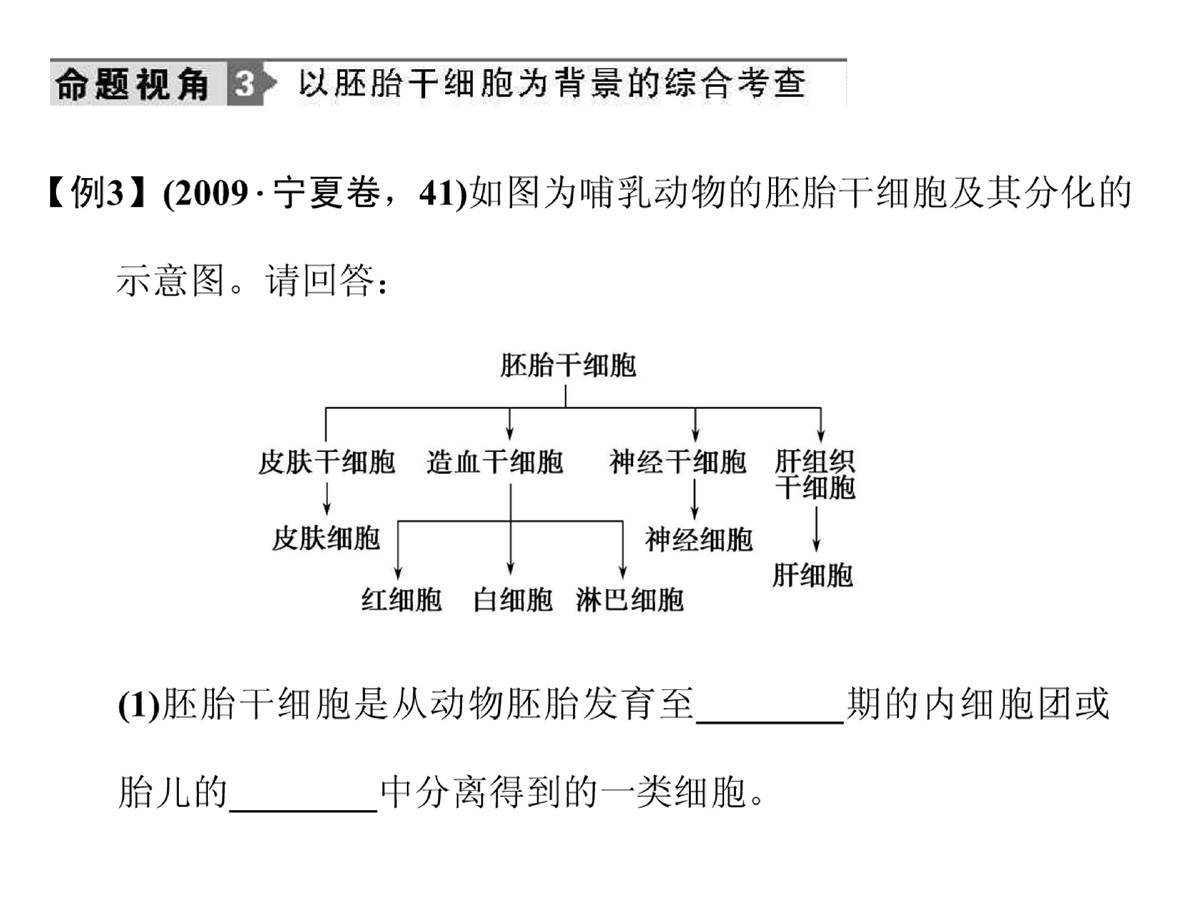 命题视角 3 以胚胎干细胞为背景的综合考查
【例3】(2009·宁夏卷，41)如图为哺乳动物的胚胎干细胞及其分化的
示意图。请回答：
胚胎干细胞
皮肤干细胞 造血干细胞 神经干细胞 肝组织
干细胞
皮肤细胞 神经细胞
肝细胞
红细胞 白细胞 淋巴细胞
(1)胚胎干细胞是从动物胚胎发育至________期的内细胞团或
胎儿的________中分离得到的一类细胞。